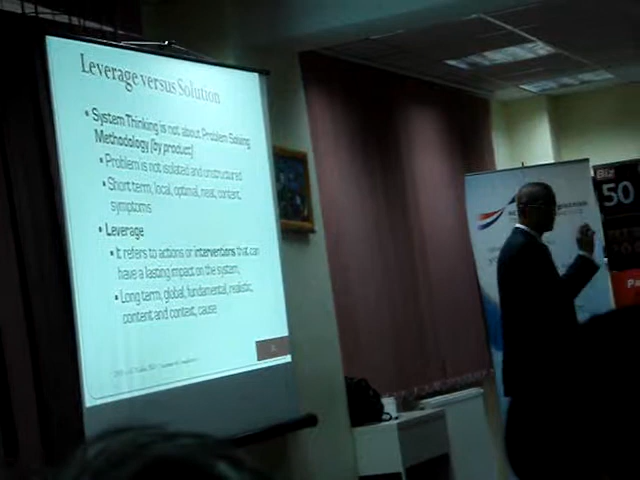 Leverage versus Solution
• System Thinking is not about Problem Solving
Methodology [by product]
• Problem is not isolated and unstructured
• Short term, local, optimal, neat, content,
symptoms
• Leverage
• It refers to actions or interventions that can
have a lasting impact on the system,
• Long term, global, fundamental, realistic,
content and context, cause
Biz
50